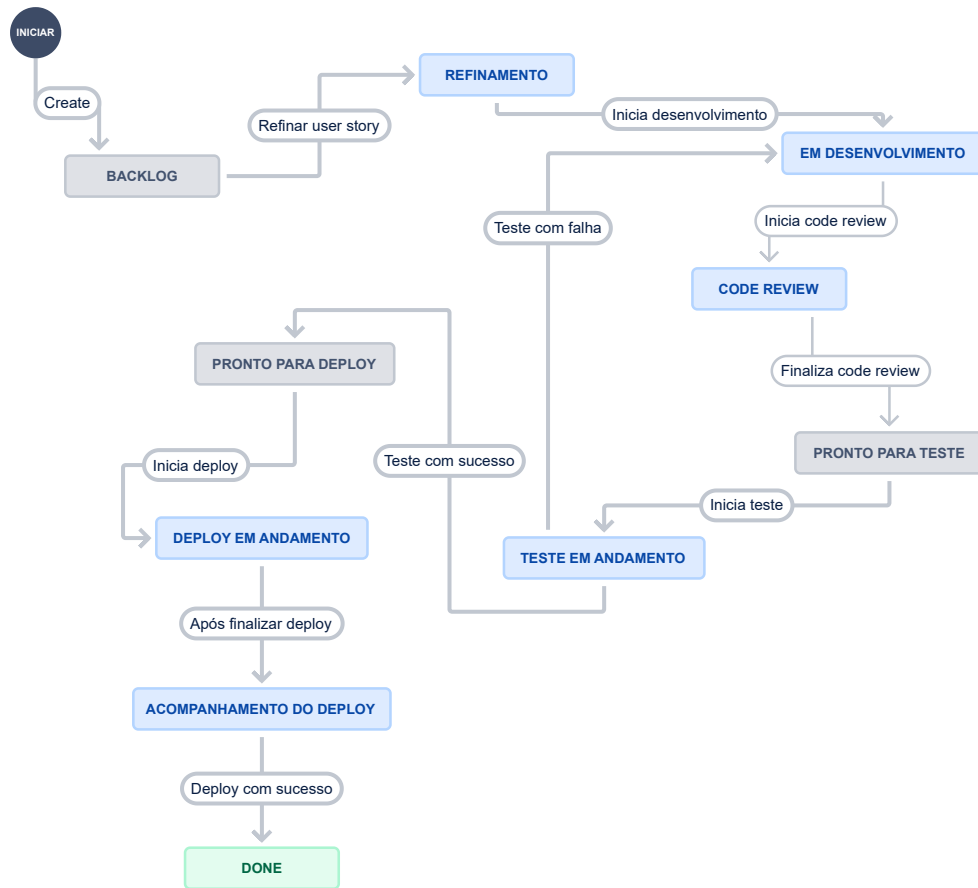 INICIAR
Create
BACKLOG
Refinar user story
REFINAMENTO
Inicia desenvolvimento
EM DESENVOLVIMENTO
Inicia code review
CODE REVIEW
Finaliza code review
PRONTO PARA TESTE
Inicia teste
TESTE EM ANDAMENTO
Teste com falha
Teste com sucesso
PRONTO PARA DEPLOY
Inicia deploy
DEPLOY EM ANDAMENTO
Após finalizar deploy
ACOMPANHAMENTO DO DEPLOY
Deploy com sucesso
DONE